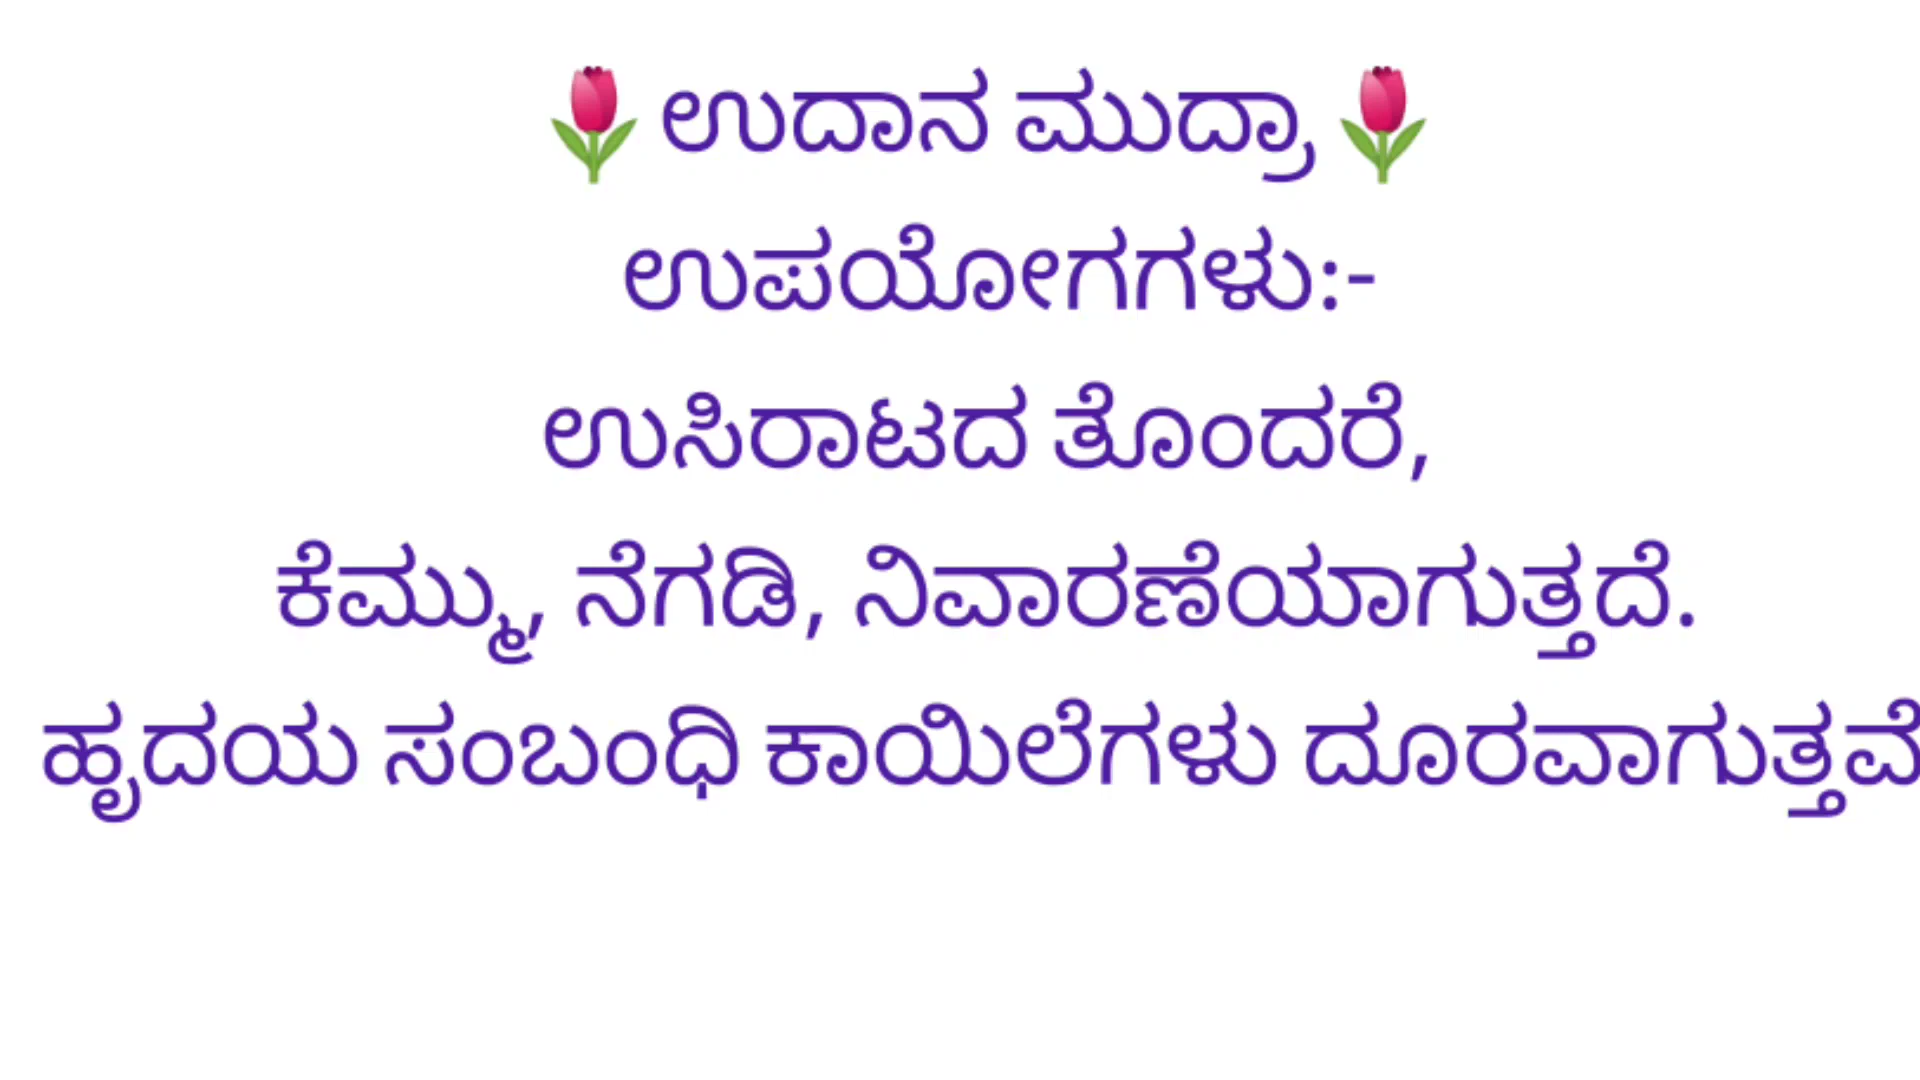 🌷ಉದಾನ ಮುದ್ರಾ🌷
ಉಪಯೋಗಗಳು:-
ಉಸಿರಾಟದ ತೊಂದರೆ,
ಕೆಮ್ಮು, ನೆಗಡಿ, ನಿವಾರಣೆಯಾಗುತ್ತದೆ.
ಹೃದಯ ಸಂಬಂಧಿ ಕಾಯಿಲೆಗಳು ದೂರವಾಗುತ್ತವೆ